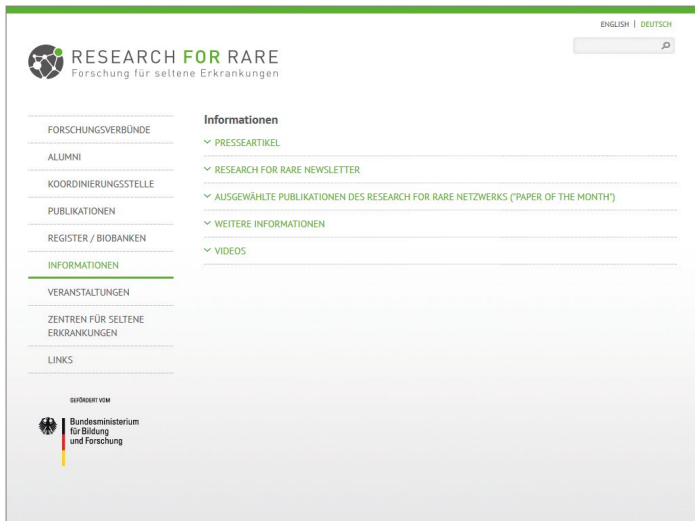 ENGLISH | DEUTSCH
RESEARCH FOR RARE
Forschung für seltene Erkrankungen
FORSCHUNGSVERBÜNDE
ALUMNI
KOORDINIERUNGSSTELLE
PUBLIKATIONEN
REGISTER / BIOBANKEN
INFORMATIONEN
VERANSTALTUNGEN
ZENTREN FÜR SELTENE
ERKRANKUNGEN
LINKS
GEFÖRDERT VOM
Bundesministerium
für Bildung
und Forschung
Informationen
PRESSEARTIKEL
RESEARCH FOR RARE NEWSLETTER
AUSGEWÄHLTE PUBLIKATIONEN DES RESEARCH FOR RARE NETZWERKS ("PAPER OF THE MONTH")
WEITERE INFORMATIONEN
VIDEOS